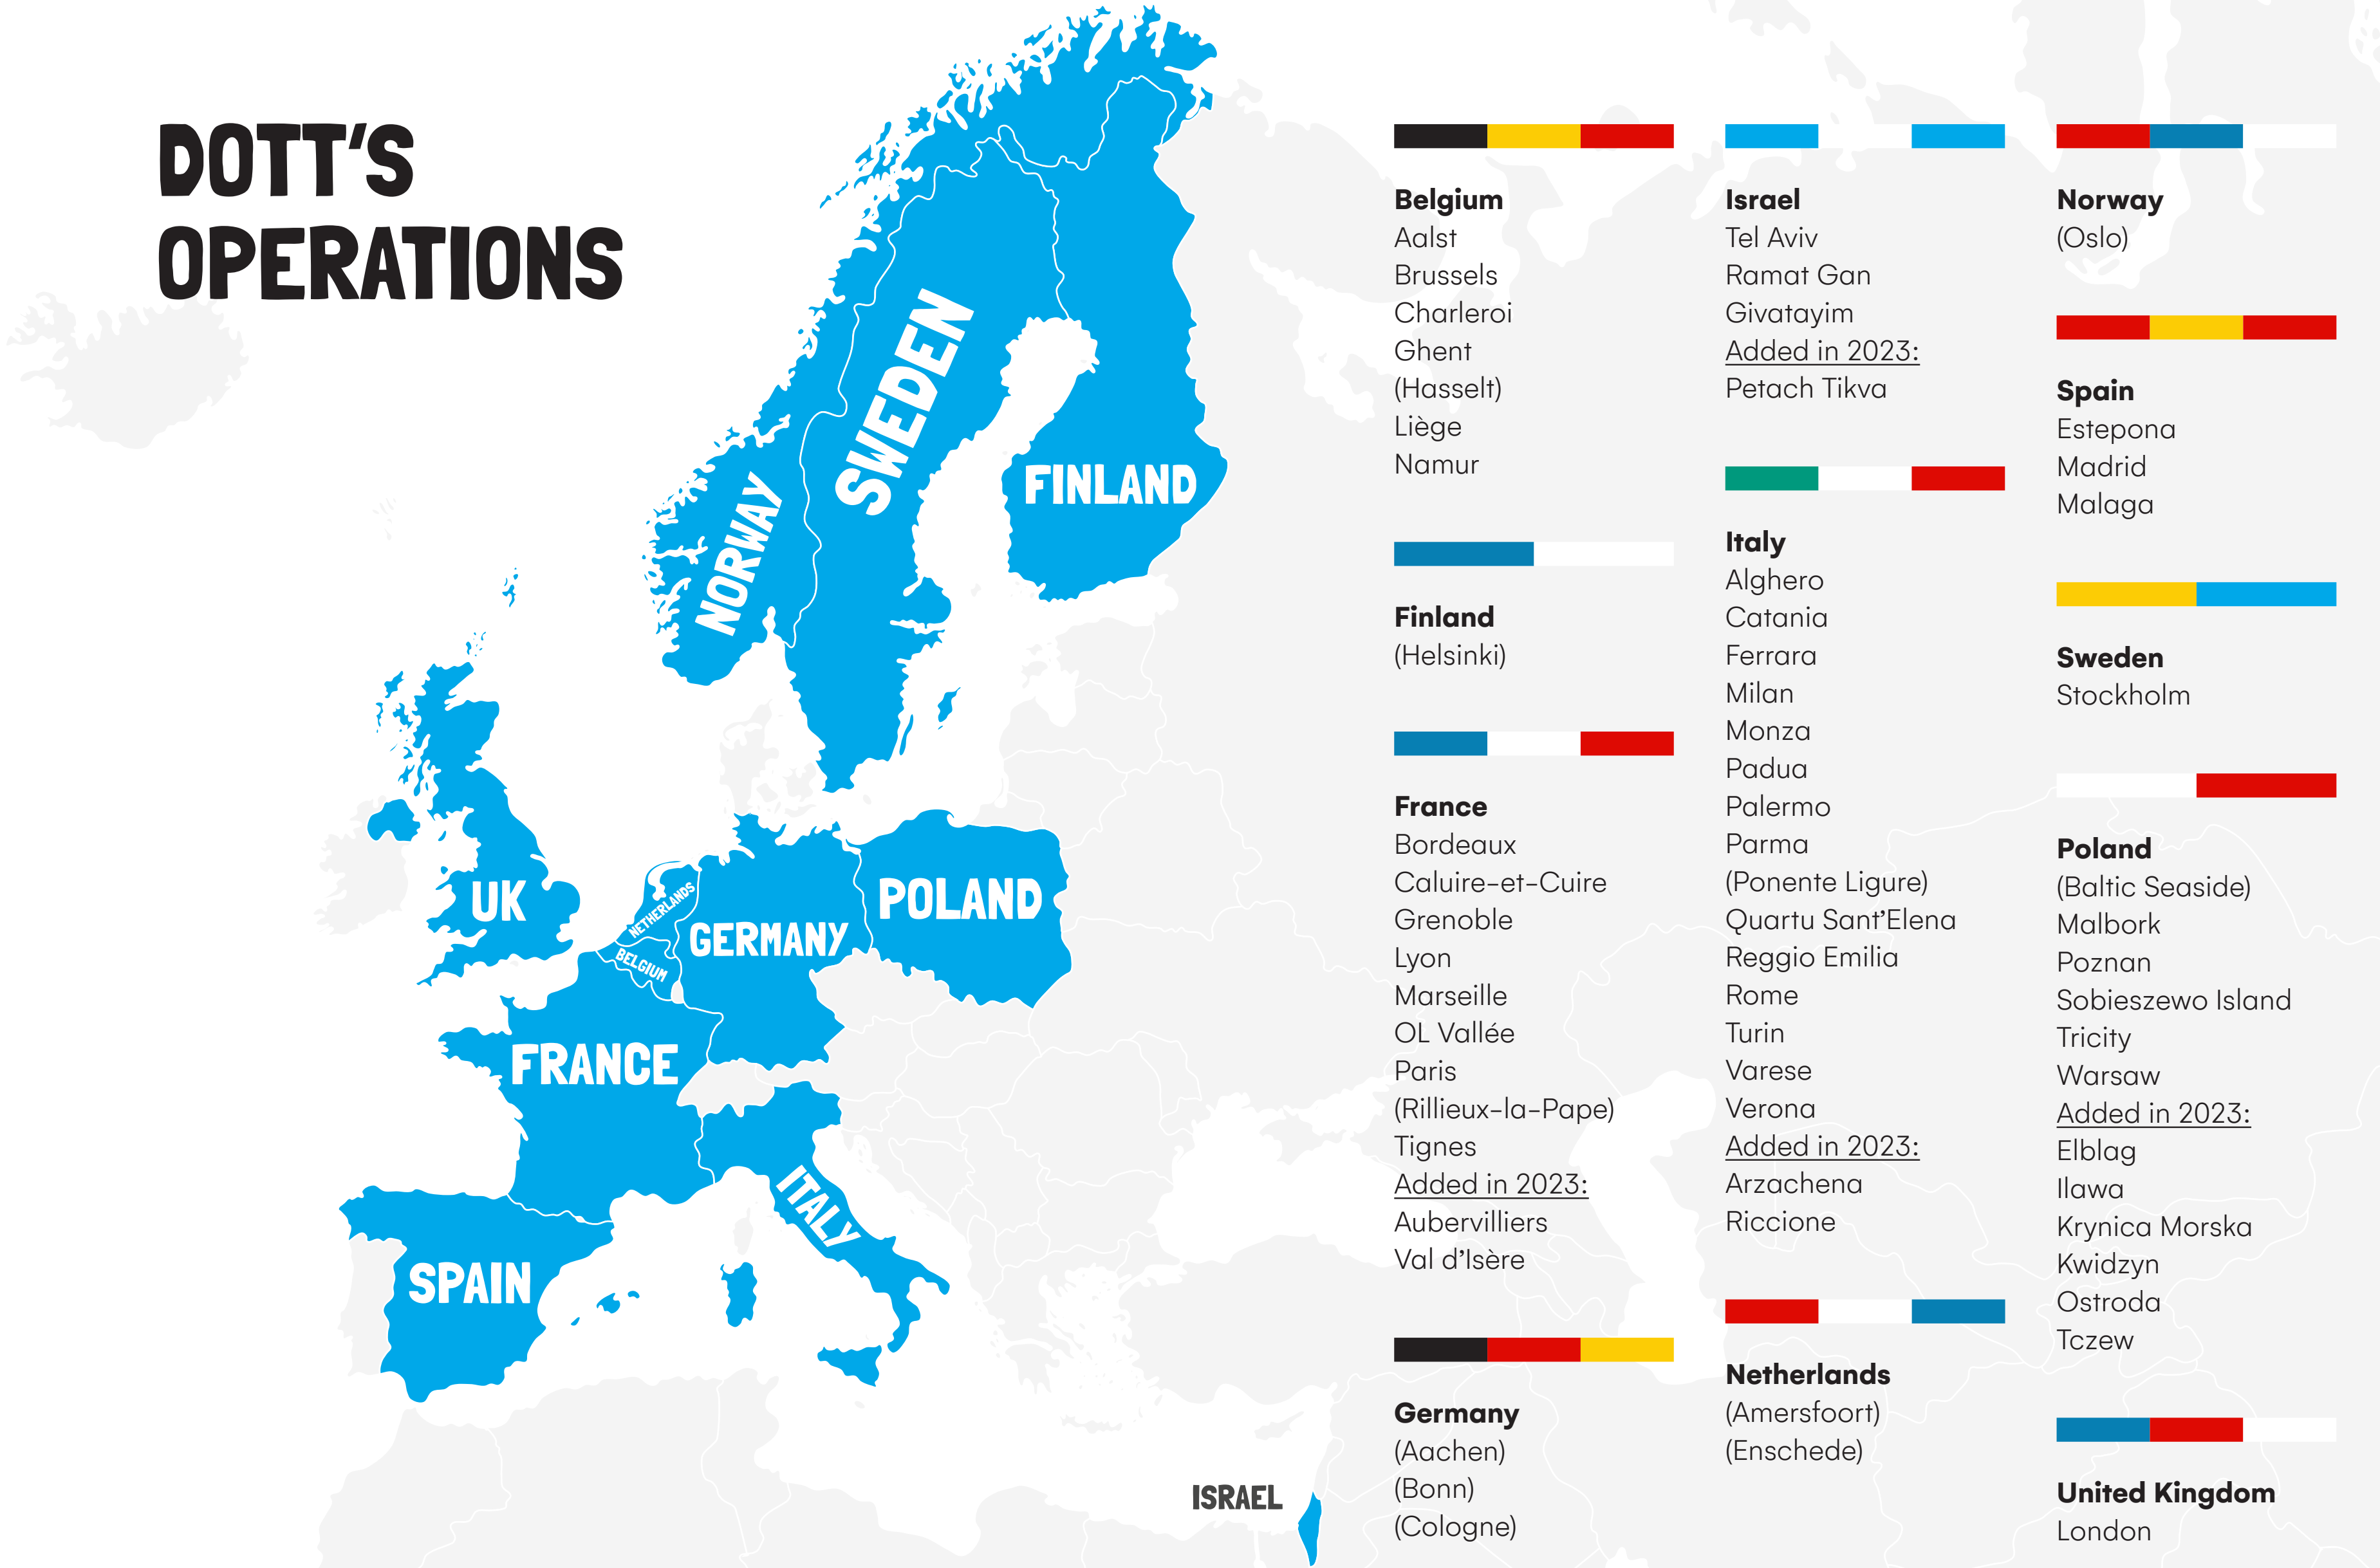 DOTT'S
OPERATIONS
SWEDEN
FINLAND
NORWAY
UK
NETHERLANDS
POLAND
GERMANY
BELGIUM
FRANCE
ITALY
SPAIN
ISRAEL
Belgium
Aalst
Brussels
Charleroi
Ghent
(Hasselt)
Liège
Namur
Finland
(Helsinki)
France
Bordeaux
Caluire-et-Cuire
Grenoble
Lyon
Marseille
OL Vallée
Paris
(Rillieux-la-Pape)
Tignes
Added in 2023:
Aubervilliers
Val d'Isère
Germany
(Aachen)
(Bonn)
(Cologne)
Israel
Tel Aviv
Ramat Gan
Givatayim
Added in 2023:
Petach Tikva
Italy
Alghero
Catania
Ferrara
Milan
Monza
Padua
Palermo
Parma
(Ponente Ligure)
Quartu Sant'Elena
Reggio Emilia
Rome
Turin
Varese
Verona
Added in 2023:
Arzachena
Riccione
Netherlands
(Amersfoort)
(Enschede)
Norway
(Oslo)
Spain
Estepona
Madrid
Malaga
Sweden
Stockholm
Poland
(Baltic Seaside)
Malbork
Poznan
Sobieszewo Island
Tricity
Warsaw
Added in 2023:
Elblag
Ilawa
Krynica Morska
Kwidzyn
Ostroda
Tczew
United Kingdom
London